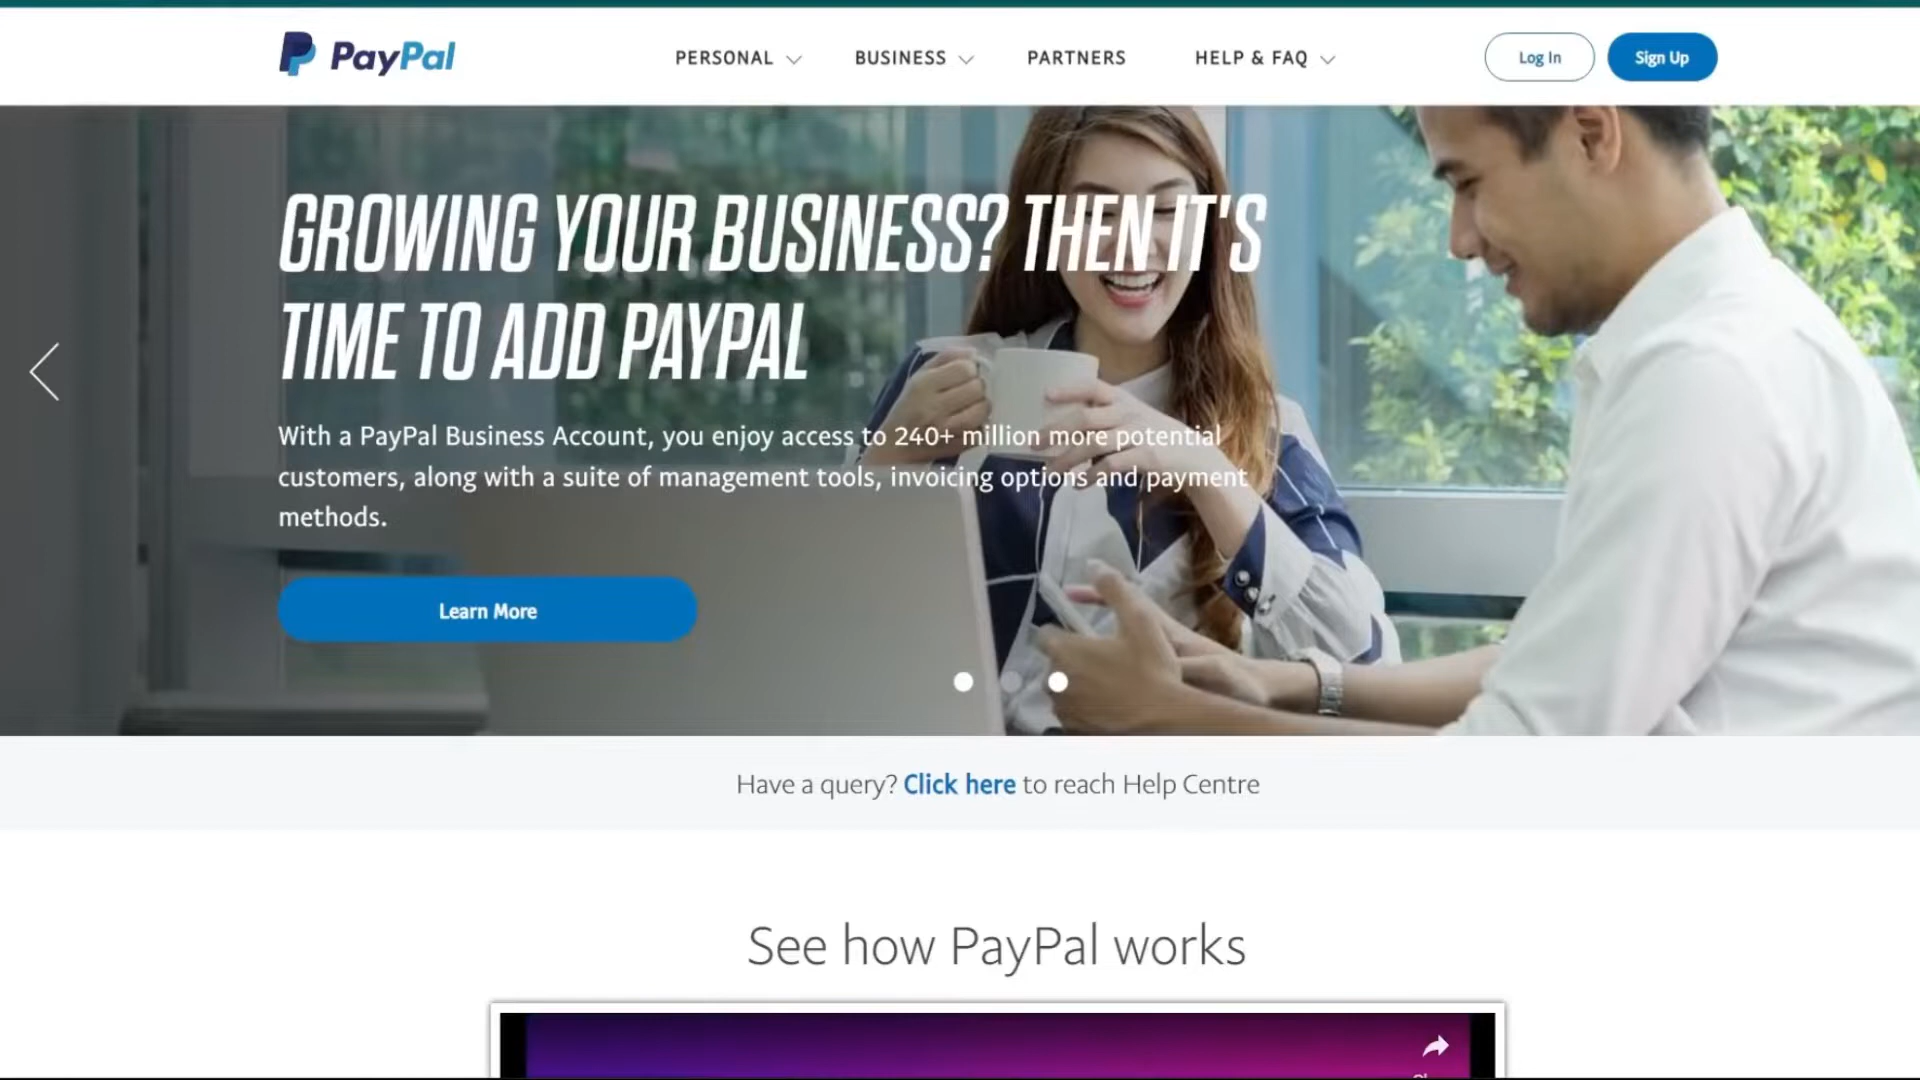 PayPal
PERSONAL
BUSINESS
PARTNERS
HELP & FAQ
Log In
Sign Up
GROWING YOUR BUSINESS? THEN IT'S
TIME TO ADD PAYPAL
With a PayPal Business Account, you enjoy access to 240+ million more potential
customers, along with a suite of management tools, invoicing options and payment
methods.
Learn More
Have a query? Click here to reach Help Centre
See how PayPal works